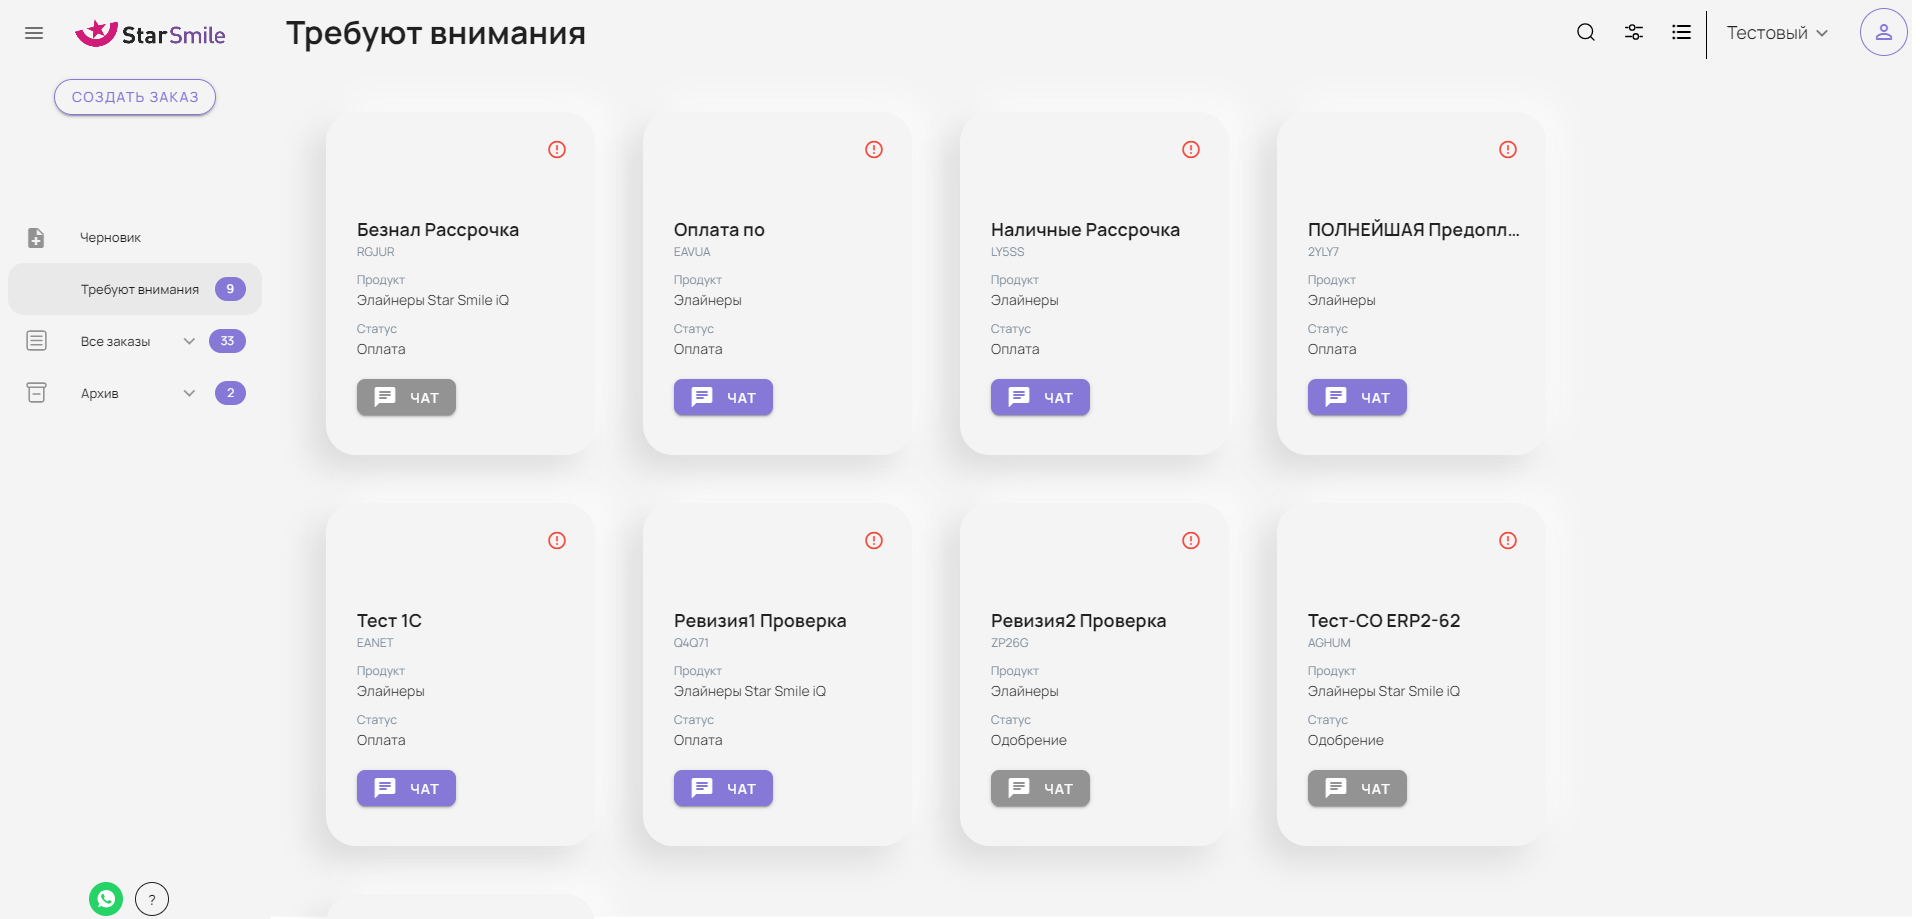 StarSmile
Требуют внимания
Тестовый
СОЗДАТЬ ЗАКАЗ
Черновик
Требуют внимания 9
Все заказы 33
Архив 2
Безнал Рассрочка
RGJUR
Продукт
Элайнеры Star Smile iQ
Статус
Оплата
ЧАТ
Оплата по
EAVUA
Продукт
Элайнеры
Статус
Оплата
ЧАТ
Наличные Рассрочка
LY5SS
Продукт
Элайнеры
Статус
Оплата
ЧАТ
ПОЛНЕЙШАЯ Предопл...
2YLY7
Продукт
Элайнеры
Статус
Оплата
ЧАТ
Тест 1С
EANET
Продукт
Элайнеры
Статус
Оплата
ЧАТ
Ревизия1 Проверка
Q4Q71
Продукт
Элайнеры Star Smile iQ
Статус
Оплата
ЧАТ
Ревизия2 Проверка
ZP26G
Продукт
Элайнеры
Статус
Одобрение
ЧАТ
Тест-СО ERP2-62
AGHUM
Продукт
Элайнеры Star Smile iQ
Статус
Одобрение
ЧАТ
?